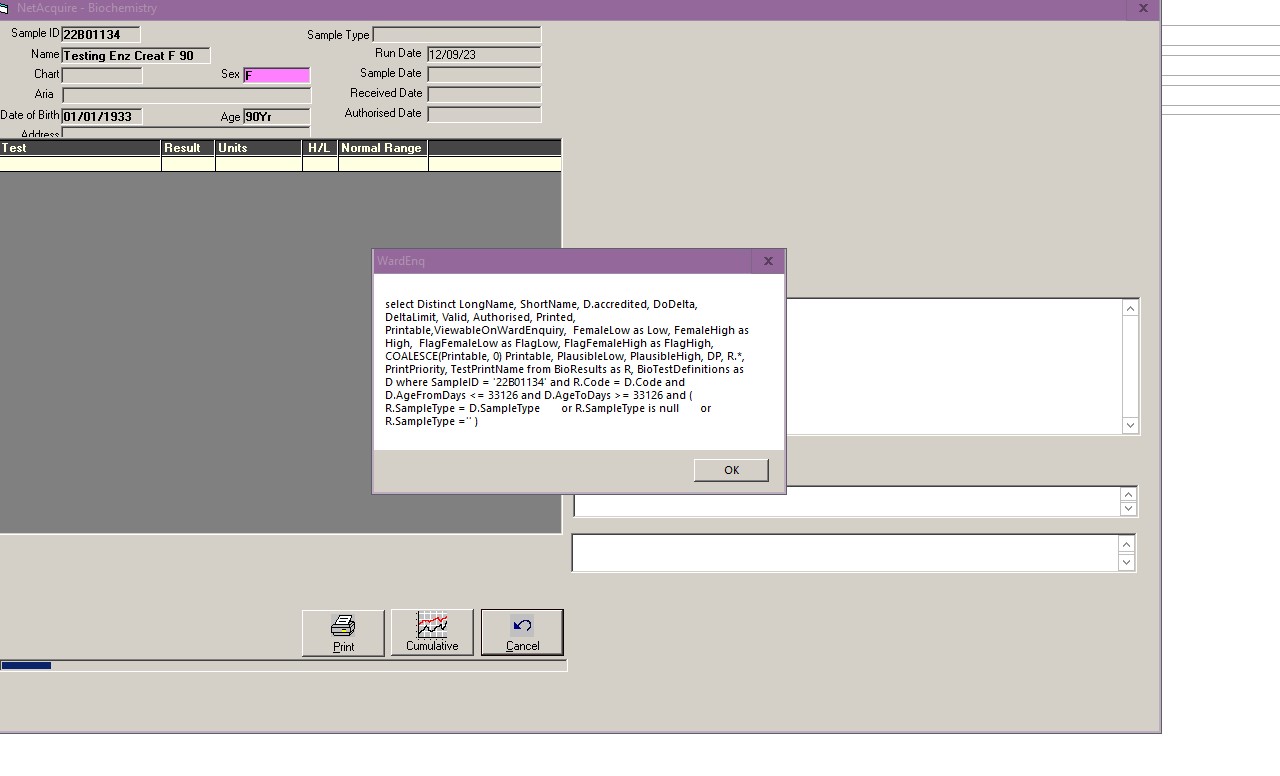 NetAcquire - Biochemistry
Sample ID 22B01134 Sample Type
Name Testing Enz Creat F 90 Run Date 12/09/23
Chart Sex F Sample Date
Aria Received Date
Date of Birth 01/01/1933 Age 90Yr Authorised Date
Address
Test Result Units H/L Normal Range
WardEnq
select Distinct LongName, ShortName, D.accredited, DoDelta,
DeltaLimit, Valid, Authorised, Printed,
Printable,ViewableOnWardEnquiry,  FemaleLow as Low, FemaleHigh as
High,  FlagFemaleLow as FlagLow, FlagFemaleHigh as FlagHigh,
COALESCE(Printable, 0) Printable, PlausibleLow, PlausibleHigh, DP, R.*,
PrintPriority, TestPrintName from BioResults as R, BioTestDefinitions as
D where SampleID = '22B01134' and R.Code = D.Code and
D.AgeFromDays <= 33126 and D.AgeToDays >= 33126 and (
R.SampleType = D.SampleType       or R.SampleType is null       or
R.SampleType ='' )
OK
Print Cumulative Cancel